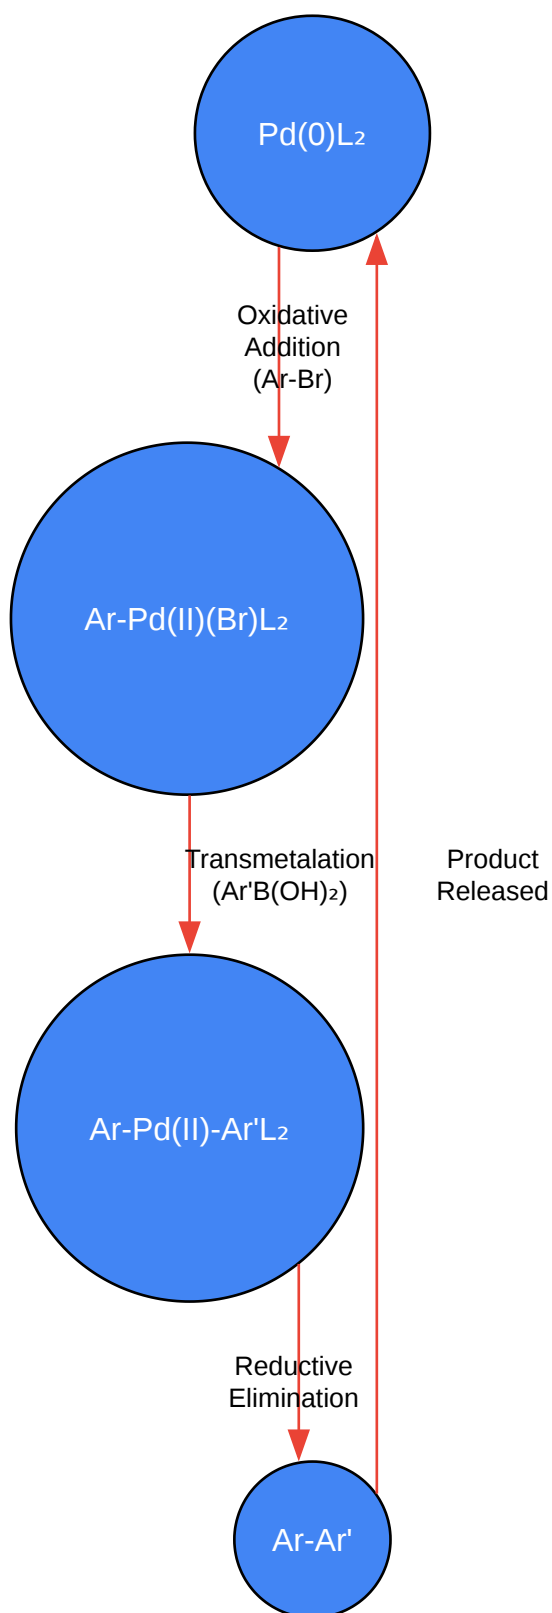 Pd(0)L₂
Oxidative
Addition
(Ar-Br)
Ar-Pd(II)(Br)L₂
Transmetalation
(Ar'B(OH)₂)
Product
Released
Ar-Pd(II)-Ar'L₂
Reductive
Elimination
Ar-Ar'